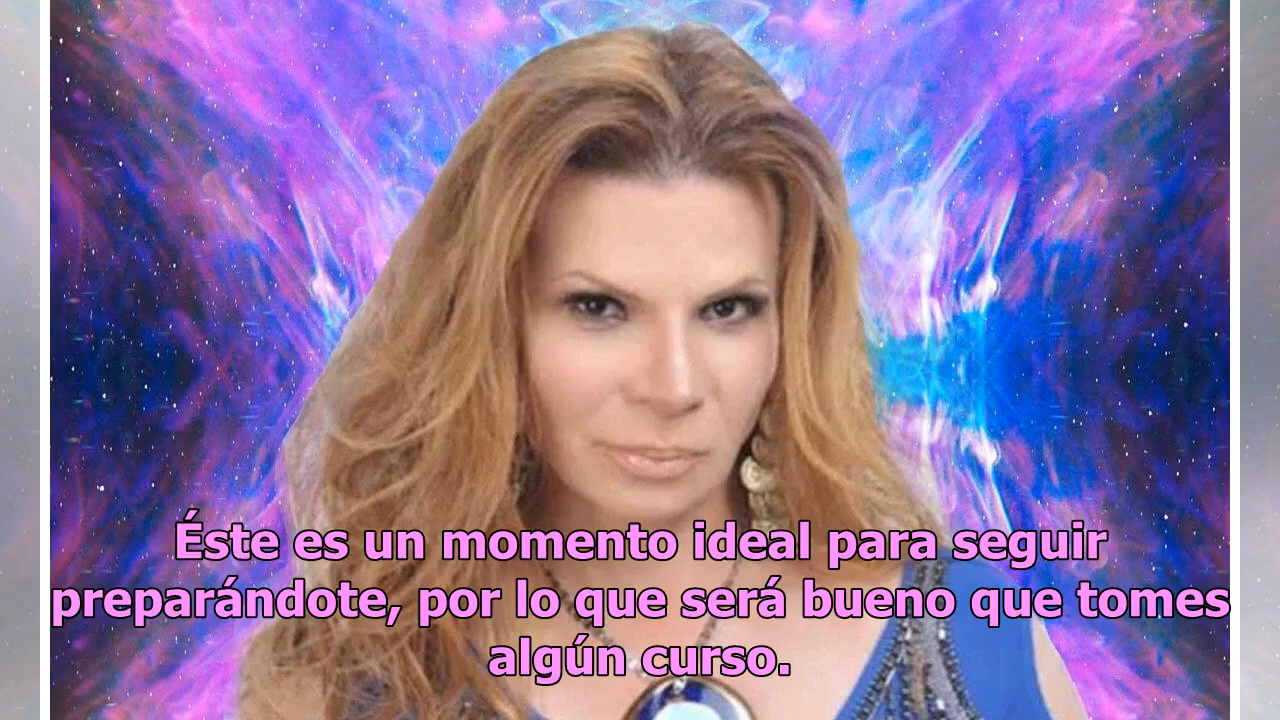 Éste es un momento ideal para seguir
preparándote, por lo que será bueno que tomes
algún curso.